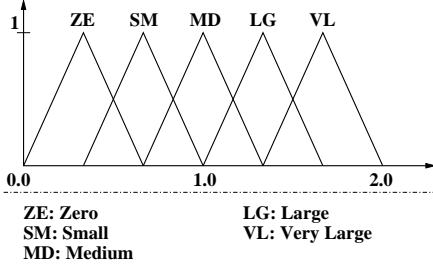 ZE SM MD LG VL
1
0.0 1.0 2.0
ZE: Zero LG: Large
SM: Small VL: Very Large
MD: Medium